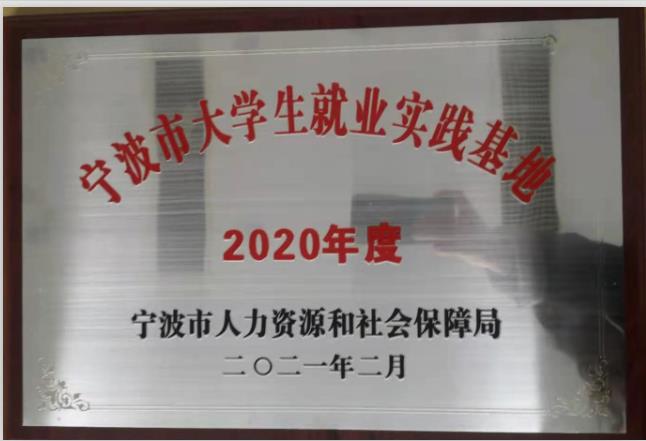 宁波市大学生就业实践基地
2020年度
宁波市人力资源和社会保障局
二〇二一年二月